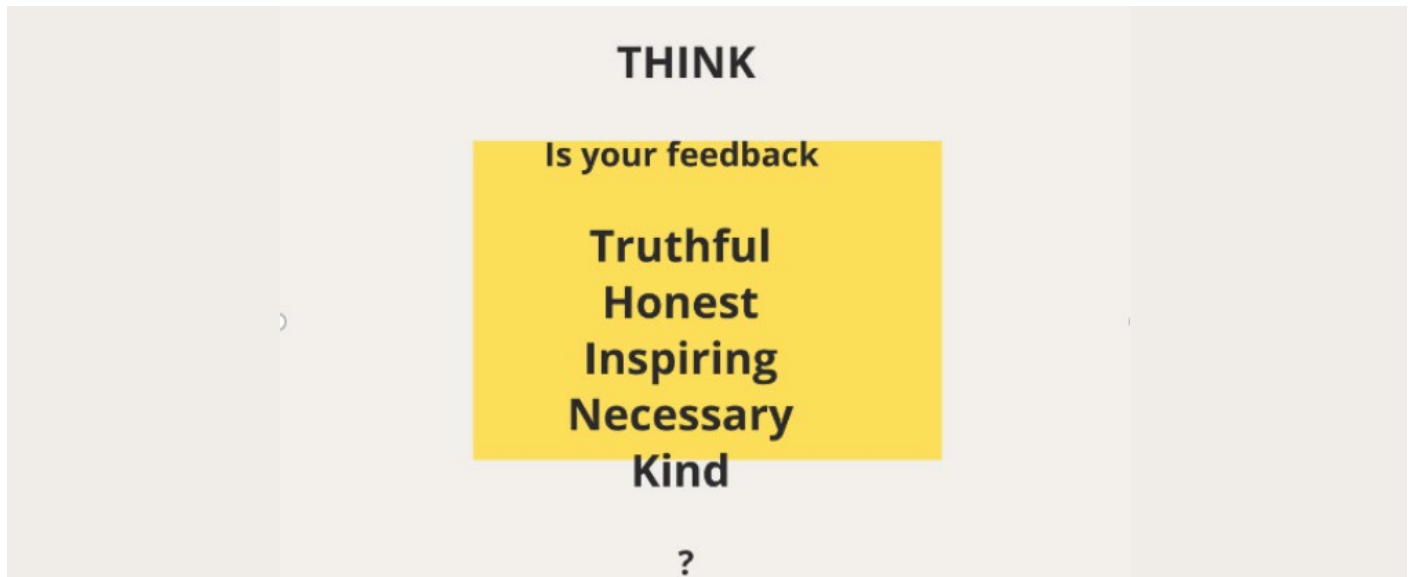 THINK
Is your feedback
Truthful
Honest
Inspiring
Necessary
Kind
?